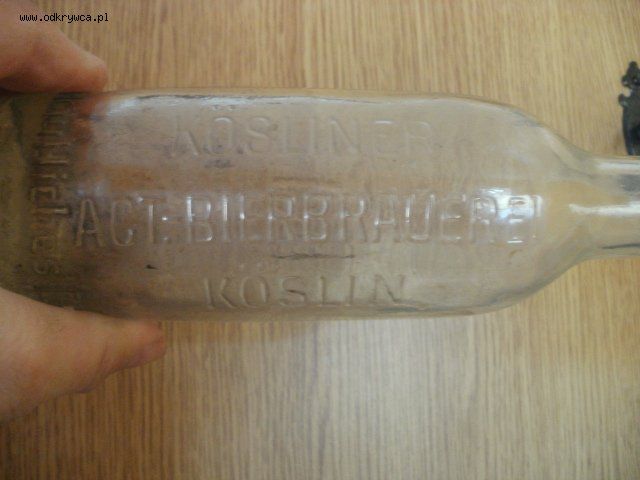 www.odkrywca.pl
KÖSLINER
ACT. BIERBRAUEREI
KÖSLIN